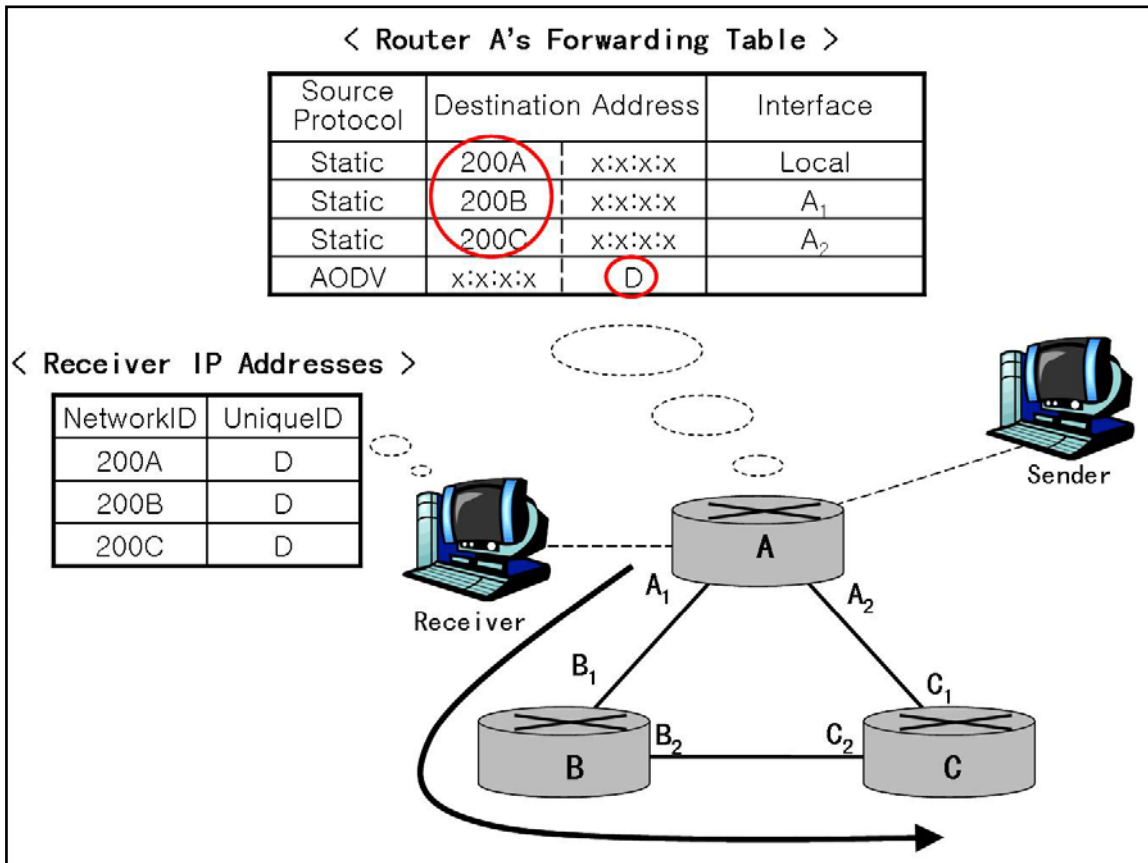 < Router A's Forwarding Table >
Source Protocol Destination Address Interface
Static 200A x:x:x:x Local
Static 200B x:x:x:x A₁
Static 200C x:x:x:x A₂
AODV x:x:x:x D
< Receiver IP Addresses >
NetworkID UniqueID
200A D
200B D
200C D
Sender
Receiver
A
A₁ A₂
B₁ C₁
B₂ C₂
B C